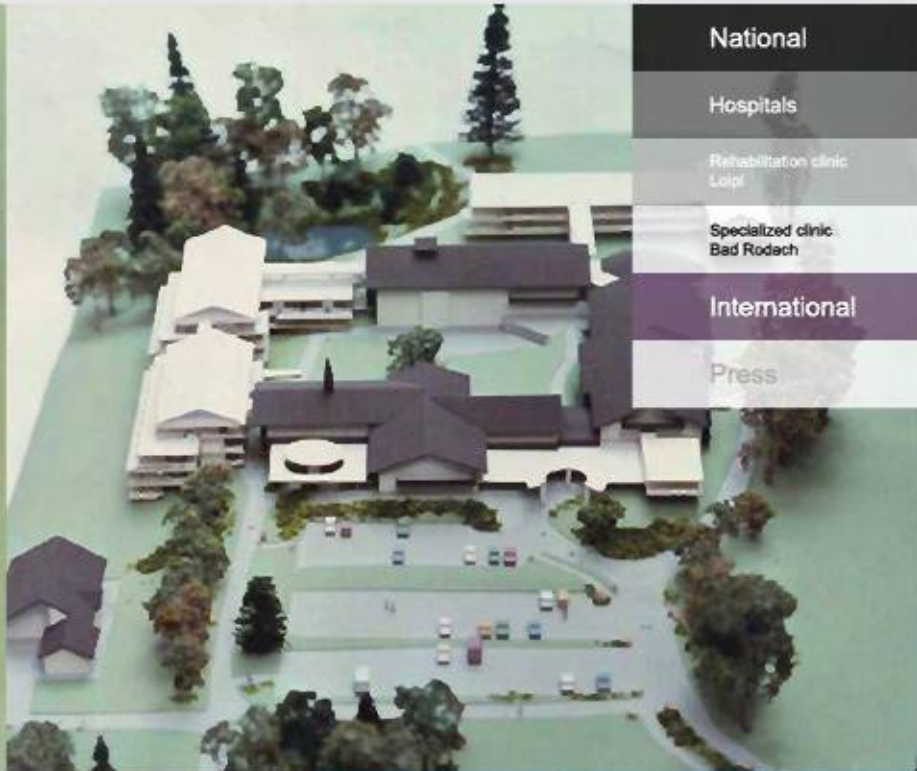 National
Hospitals
Rehabilitation clinic
Loipl
Specialized clinic
Bad Rodach
International
Press